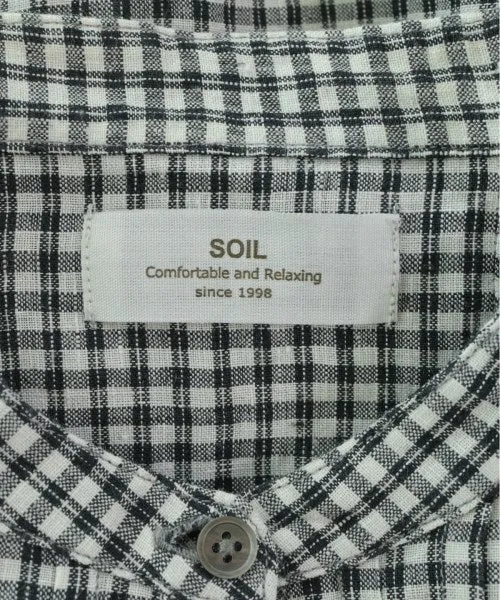 SOIL
Comfortable and Relaxing
since 1998